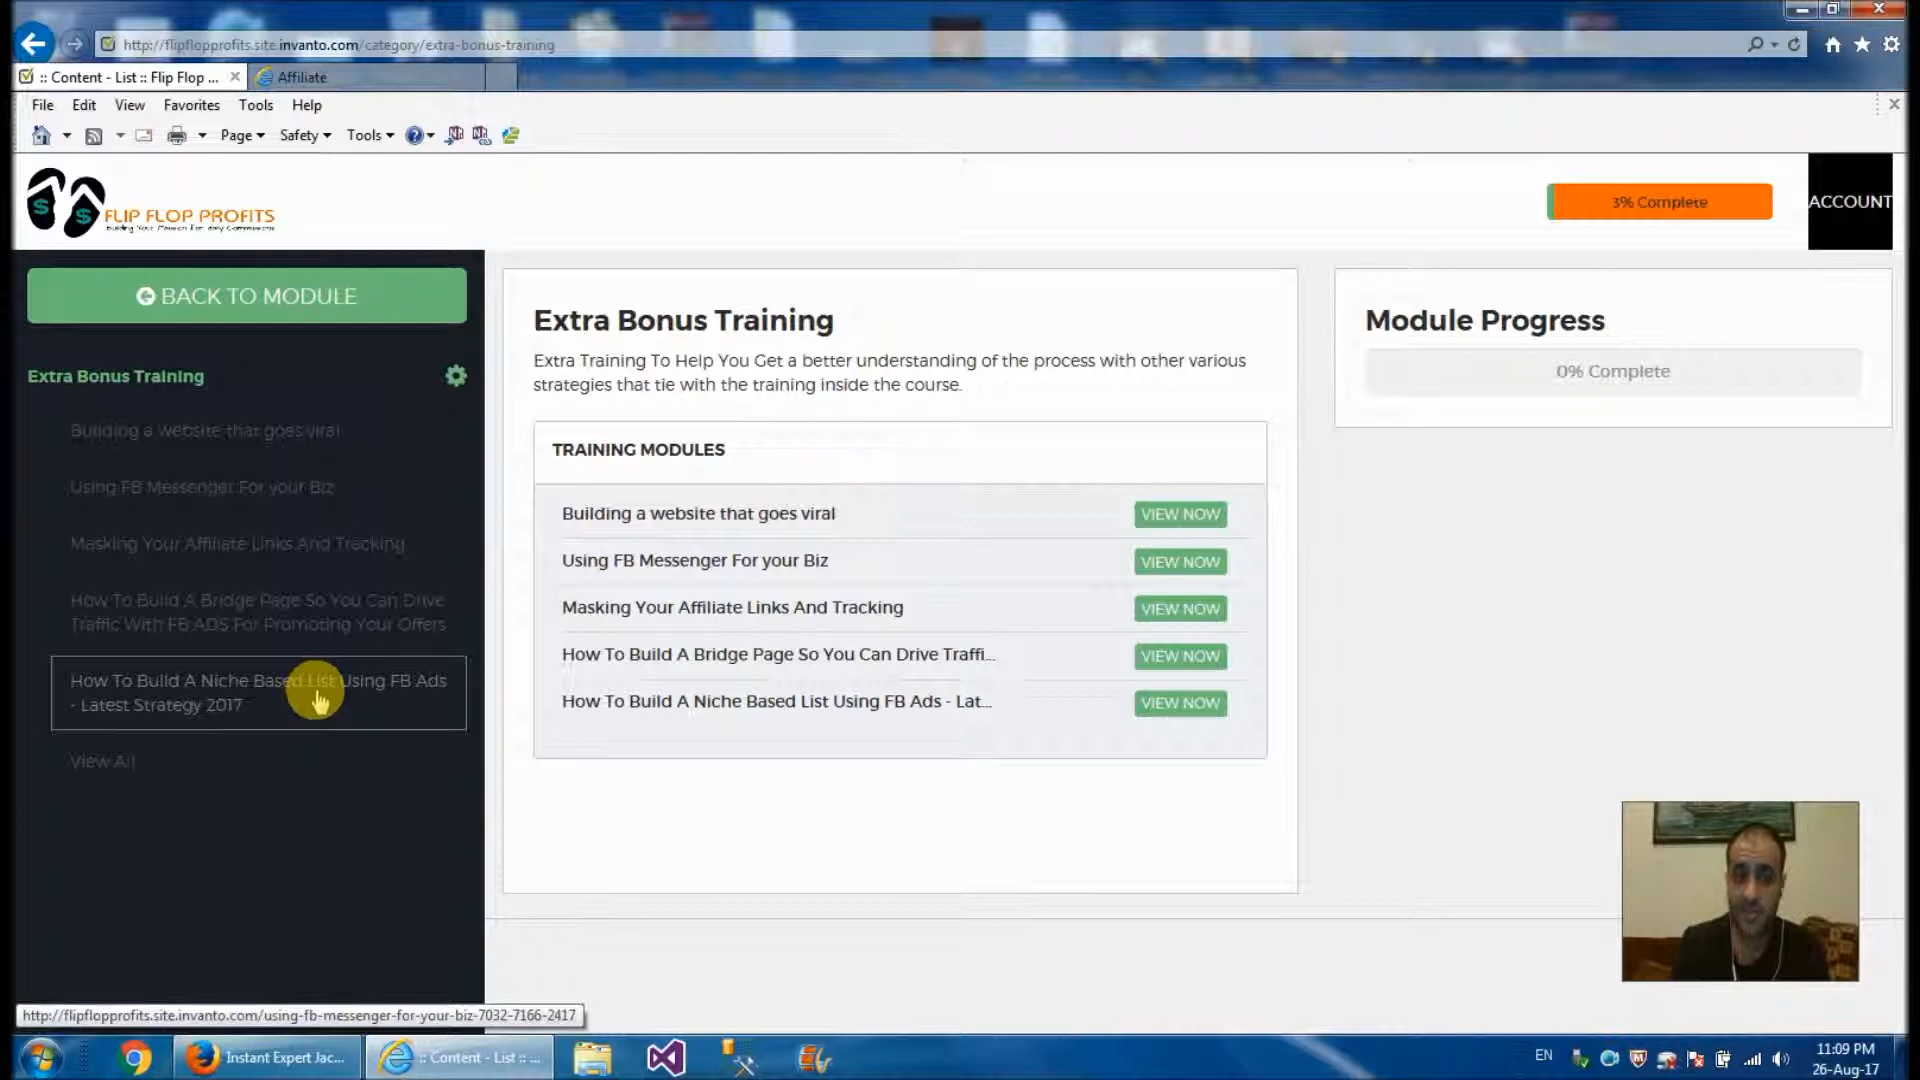 http://flipflopprofits.site.invanto.com/category/extra-bonus-training
:: Content - List :: Flip Flop ...
Affiliate
File Edit View Favorites Tools Help
Page Safety Tools
FLIP FLOP PROFITS
3% Complete
ACCOUNT
BACK TO MODULE
Extra Bonus Training
Building a website that goes viral
Using FB Messenger For your Biz
Masking Your Affiliate Links And Tracking
How To Build A Bridge Page So You Can Drive
Traffic With FB ADS For Promoting Your Offers
How To Build A Niche Based List Using FB Ads
- Latest Strategy 2017
View All
Extra Bonus Training
Extra Training To Help You Get a better understanding of the process with other various
strategies that tie with the training inside the course.
TRAINING MODULES
Building a website that goes viral VIEW NOW
Using FB Messenger For your Biz VIEW NOW
Masking Your Affiliate Links And Tracking VIEW NOW
How To Build A Bridge Page So You Can Drive Traffi... VIEW NOW
How To Build A Niche Based List Using FB Ads - Lat... VIEW NOW
Module Progress
0% Complete
http://flipflopprofits.site.invanto.com/using-fb-messenger-for-your-biz-7032-7166-2417
Instant Expert Jac...
:: Content - List :: ...
EN
11:09 PM
26-Aug-17